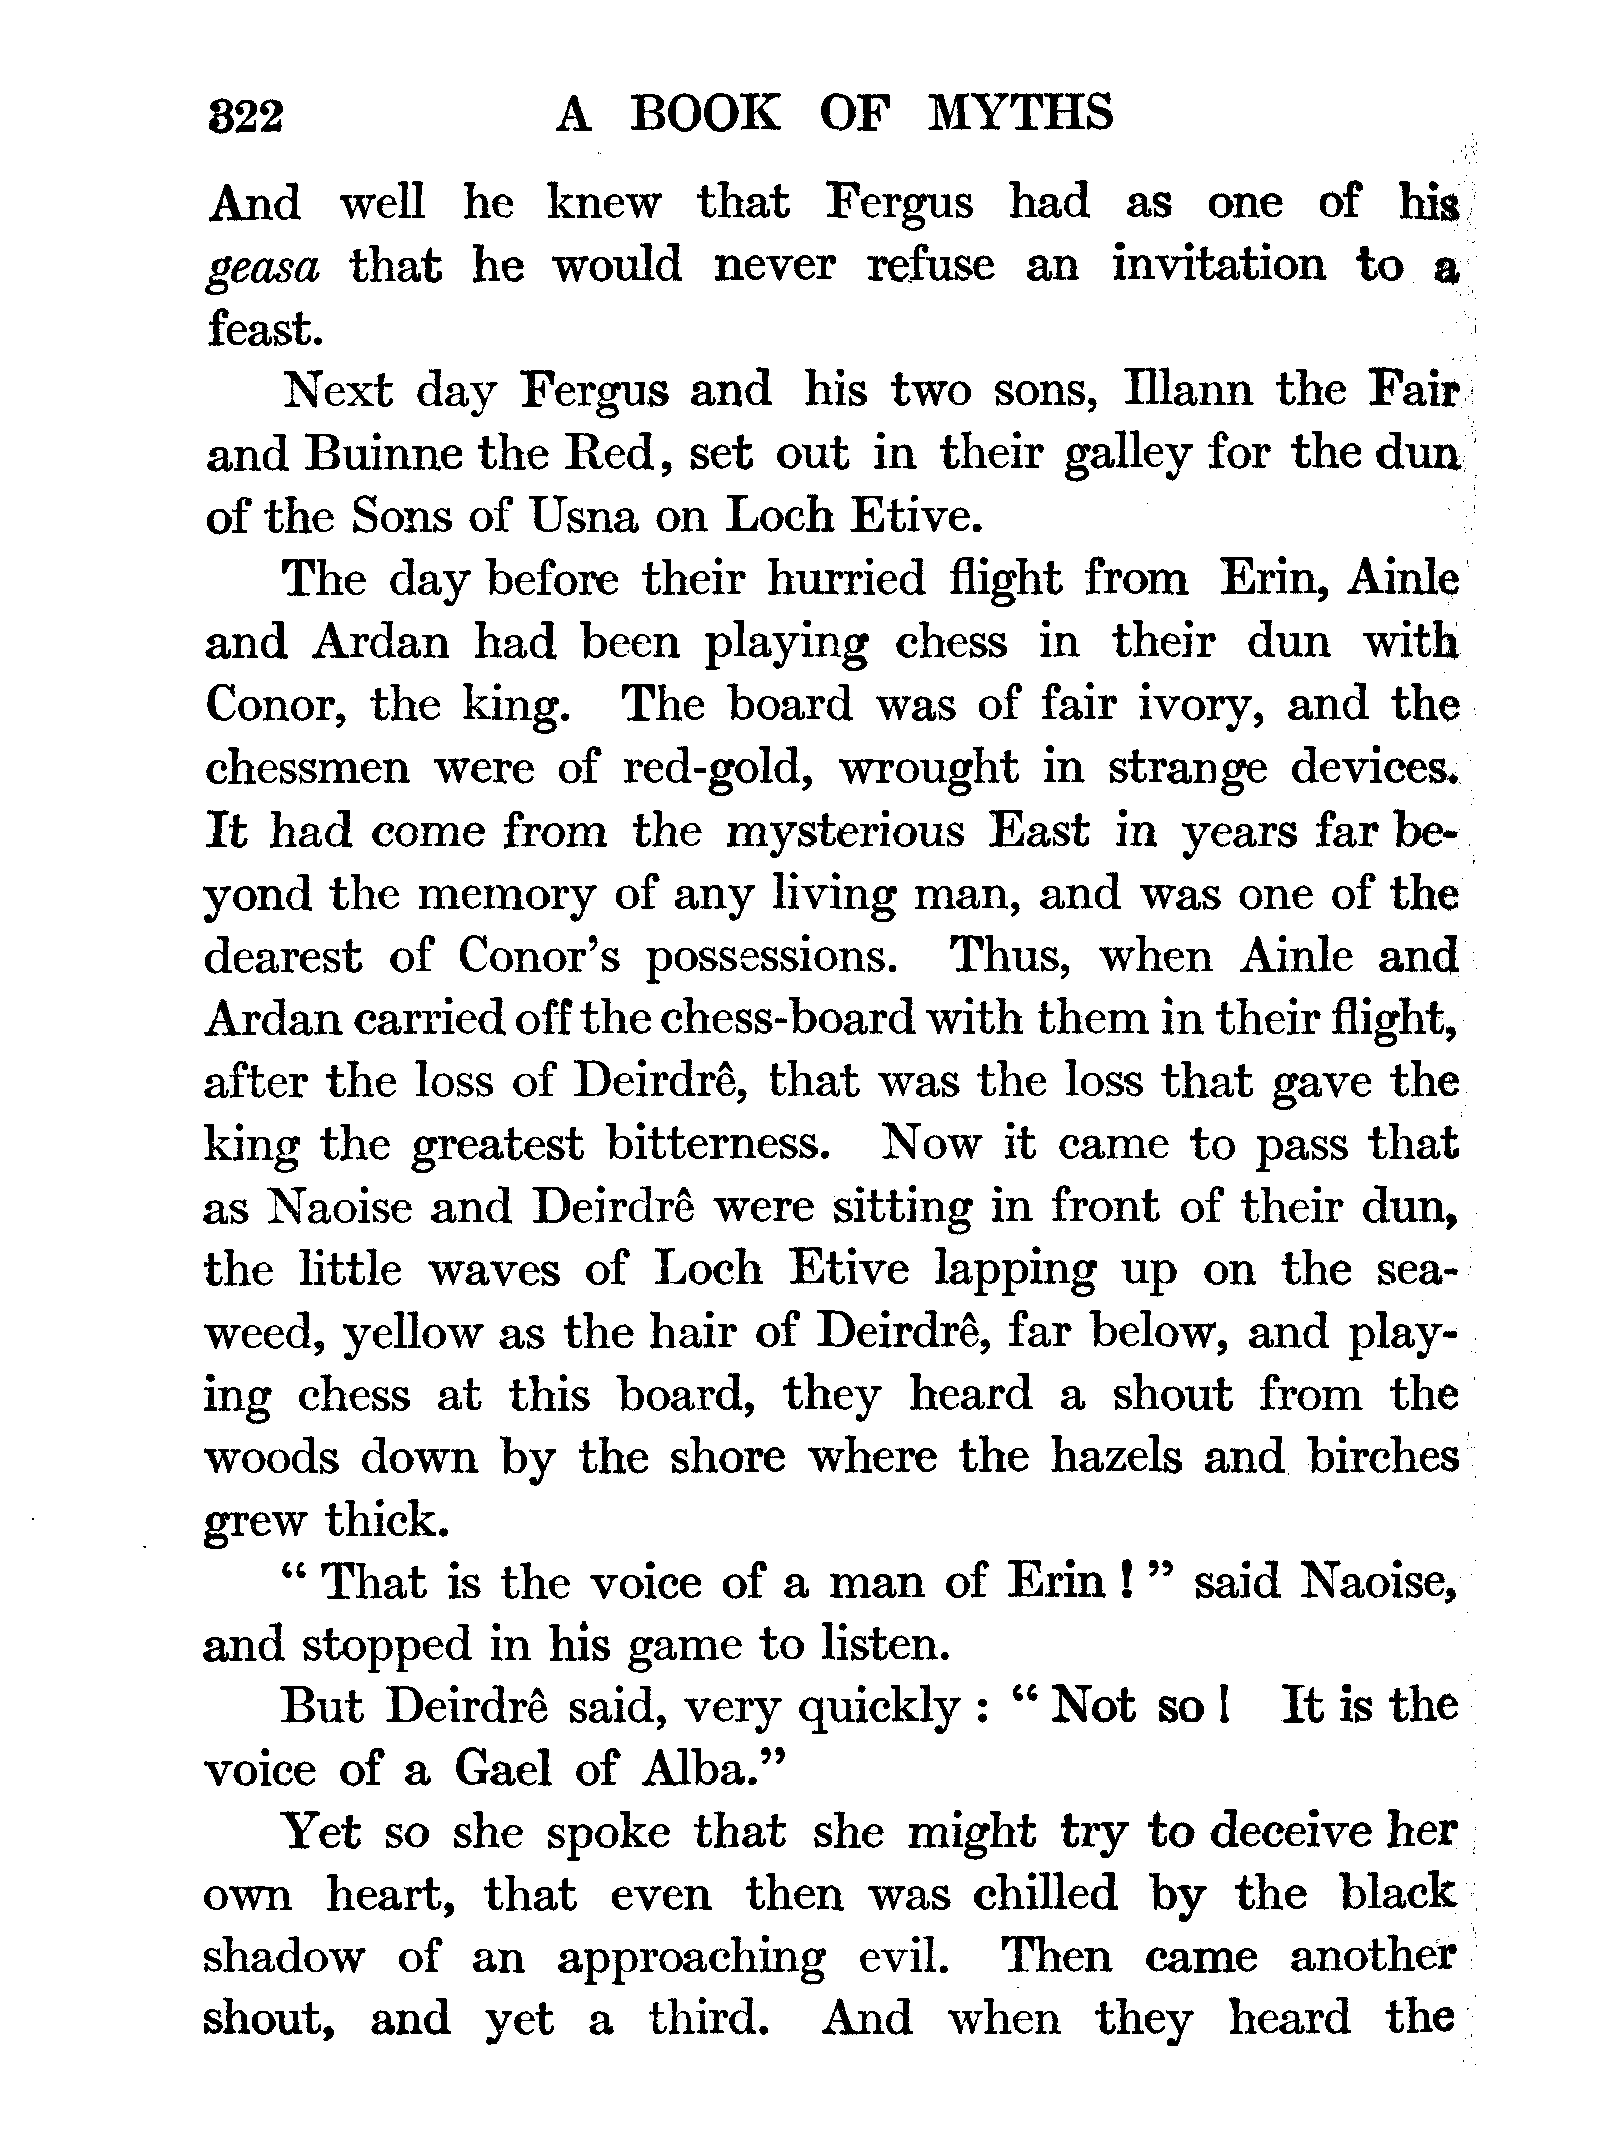 322 A BOOK OF MYTHS
And well he knew that Fergus had as one of his
geasa that he would never refuse an invitation to a
feast.
Next day Fergus and his two sons, Illann the Fair
and Buinne the Red, set out in their galley for the dun
of the Sons of Usna on Loch Etive.
The day before their hurried flight from Erin, Ainle
and Ardan had been playing chess in their dun with
Conor, the king. The board was of fair ivory, and the
chessmen were of red-gold, wrought in strange devices.
It had come from the mysterious East in years far be-
yond the memory of any living man, and was one of the
dearest of Conor's possessions. Thus, when Ainle and
Ardan carried off the chess-board with them in their flight,
after the loss of Deirdrê, that was the loss that gave the
king the greatest bitterness. Now it came to pass that
as Naoise and Deirdrê were sitting in front of their dun,
the little waves of Loch Etive lapping up on the sea-
weed, yellow as the hair of Deirdrê, far below, and play-
ing chess at this board, they heard a shout from the
woods down by the shore where the hazels and birches
grew thick.
“ That is the voice of a man of Erin ! ” said Naoise,
and stopped in his game to listen.
But Deirdrê said, very quickly : “ Not so ! It is the
voice of a Gael of Alba.”
Yet so she spoke that she might try to deceive her
own heart, that even then was chilled by the black
shadow of an approaching evil. Then came another
shout, and yet a third. And when they heard the